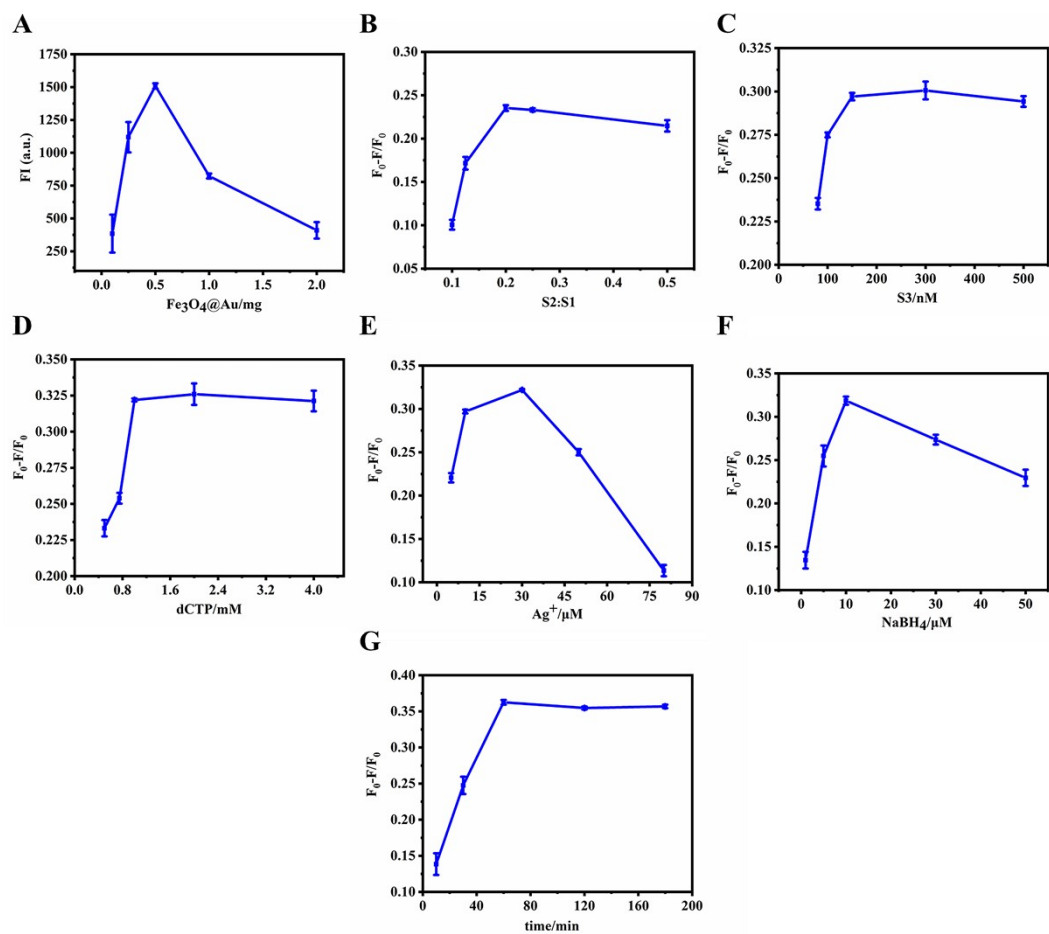 A
1750
1500
1250
1000
750
500
250
FI (a.u.)
0.0 0.5 1.0 1.5 2.0
Fe₃O₄@Au/mg
B
0.30
0.25
0.20
0.15
0.10
0.05
F₀-F/F₀
0.1 0.2 0.3 0.4 0.5
S2:S1
C
0.325
0.300
0.275
0.250
0.225
0.200
F₀-F/F₀
0 100 200 300 400 500
S3/nM
D
0.350
0.325
0.300
0.275
0.250
0.225
0.200
F₀-F/F₀
0.0 0.8 1.6 2.4 3.2 4.0
dCTP/mM
E
0.35
0.30
0.25
0.20
0.15
0.10
F₀-F/F₀
0 15 30 45 60 75 90
Ag⁺/μM
F
0.35
0.30
0.25
0.20
0.15
0.10
F₀-F/F₀
0 10 20 30 40 50
NaBH₄/μM
G
0.40
0.35
0.30
0.25
0.20
0.15
0.10
F₀-F/F₀
0 40 80 120 160 200
time/min